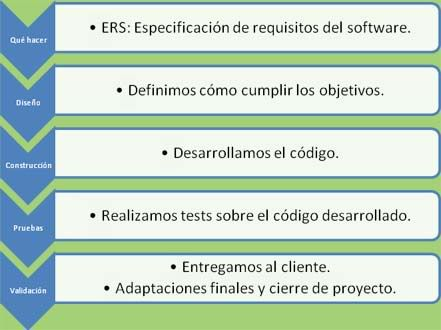 Qué hacer
• ERS: Especificación de requisitos del software.
Diseño
• Definimos cómo cumplir los objetivos.
Construcción
• Desarrollamos el código.
Pruebas
• Realizamos tests sobre el código desarrollado.
Validación
• Entregamos al cliente.
• Adaptaciones finales y cierre de proyecto.